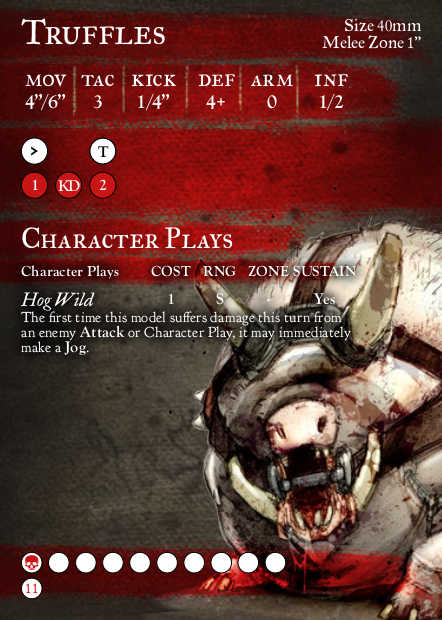 Truffles
Size 40mm
Melee Zone 1"
MOV TAC KICK DEF ARM INF
4"/6" 3 1/4" 4+ 0 1/2
> T
1 KD 2
Character Plays
Character Plays COST RNG ZONE SUSTAIN
Hog Wild 1 S - Yes
The first time this model suffers damage this turn from
an enemy Attack or Character Play, it may immediately
make a Jog.
11